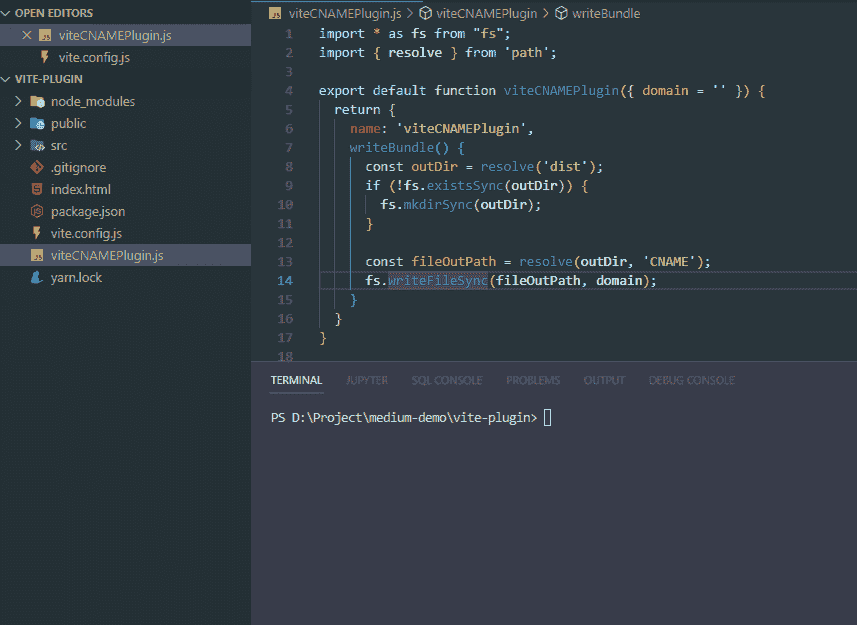 OPEN EDITORS
viteCNAMEPlugin.js
vite.config.js
VITE-PLUGIN
node_modules
public
src
.gitignore
index.html
package.json
vite.config.js
viteCNAMEPlugin.js
yarn.lock
viteCNAMEPlugin.js > viteCNAMEPlugin > writeBundle
1 import * as fs from "fs";
2 import { resolve } from 'path';
3
4 export default function viteCNAMEPlugin({ domain = '' }) {
5 return {
6 name: 'viteCNAMEPlugin',
7 writeBundle() {
8 const outDir = resolve('dist');
9 if (!fs.existsSync(outDir)) {
10 fs.mkdirSync(outDir);
11 }
12
13 const fileOutPath = resolve(outDir, 'CNAME');
14 fs.writeFileSync(fileOutPath, domain);
15 }
16 }
17 }
18
TERMINAL JUPYTER SQL CONSOLE PROBLEMS OUTPUT DEBUG CONSOLE
PS D:\Project\medium-demo\vite-plugin>